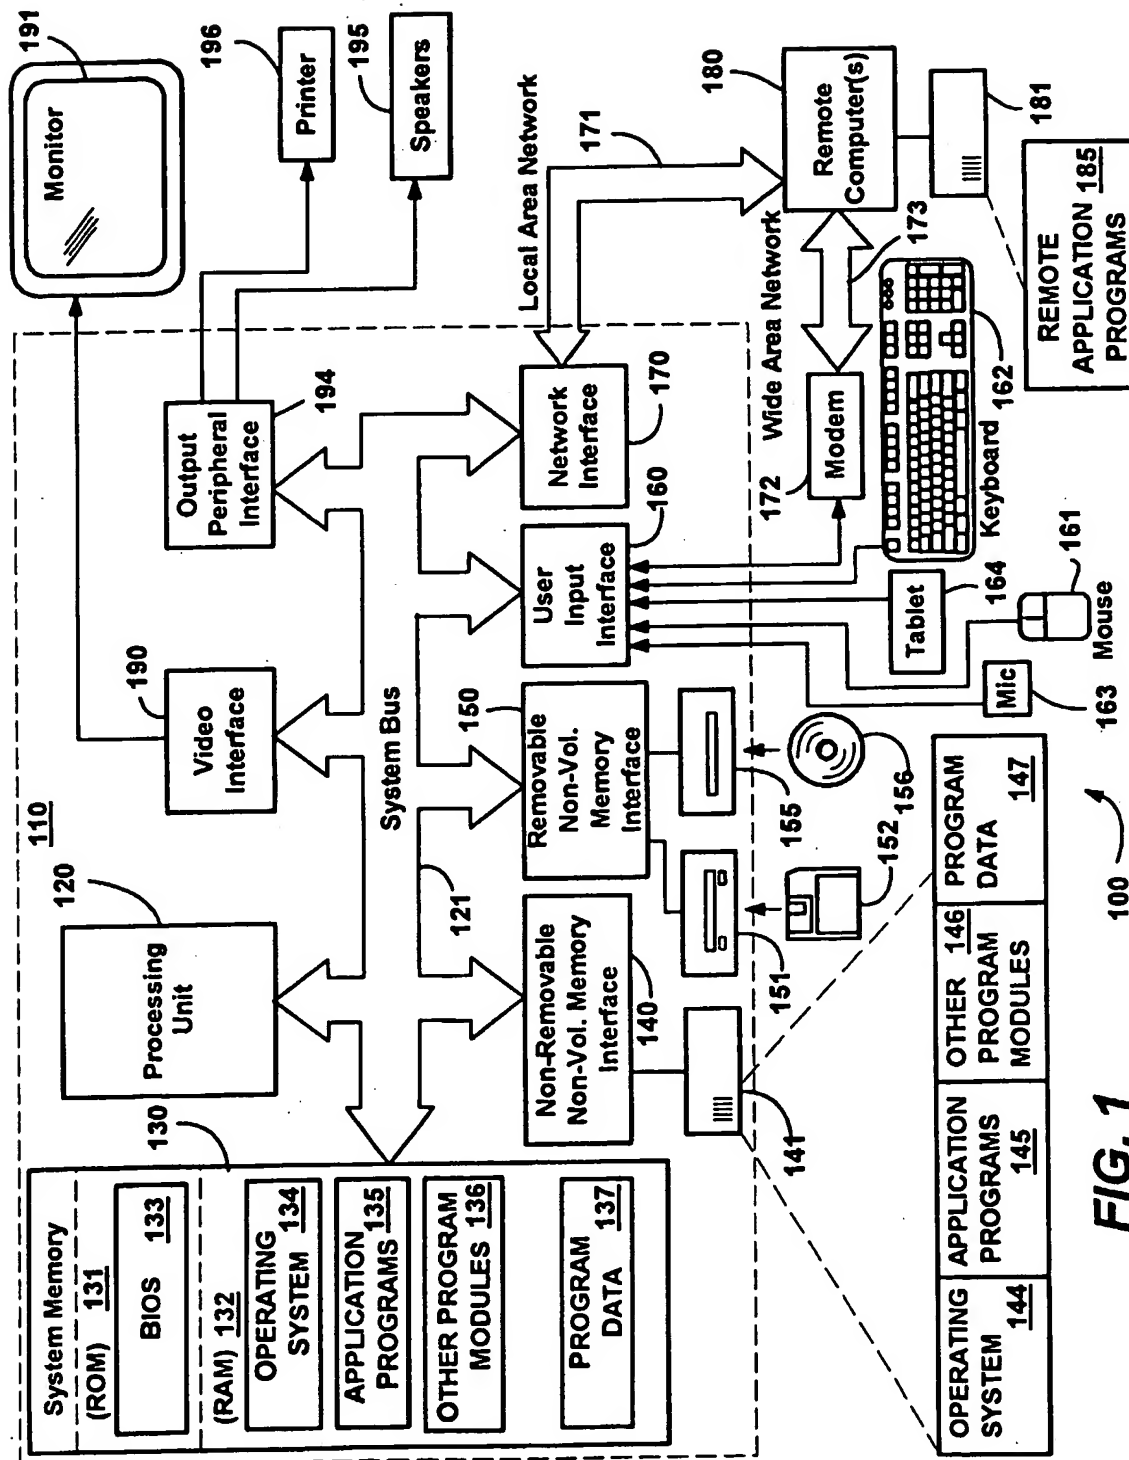 System Memory
(ROM) 131
BIOS 133
(RAM) 132
OPERATING
SYSTEM 134
APPLICATION
PROGRAMS 135
OTHER PROGRAM
MODULES 136
PROGRAM
DATA 137
130
120
Processing
Unit
110
190
Video
Interface
Output
Peripheral
Interface
194
Monitor
191
Printer
196
Speakers
195
System Bus
121
Non-Removable
Non-Vol. Memory
Interface
140
150
Removable
Non-Vol.
Memory
Interface
User
Input
Interface
160
Network
Interface
170
Local Area Network
171
141
151
152
155
156
Mic
163
Mouse
161
Tablet
164
Keyboard
162
172
Modem
Wide Area Network
173
Remote
Computer(s)
180
181
REMOTE
APPLICATION
PROGRAMS 185
OPERATING
SYSTEM 144
APPLICATION
PROGRAMS 145
OTHER
PROGRAM
MODULES 146
PROGRAM
DATA 147
100
FIG. 1